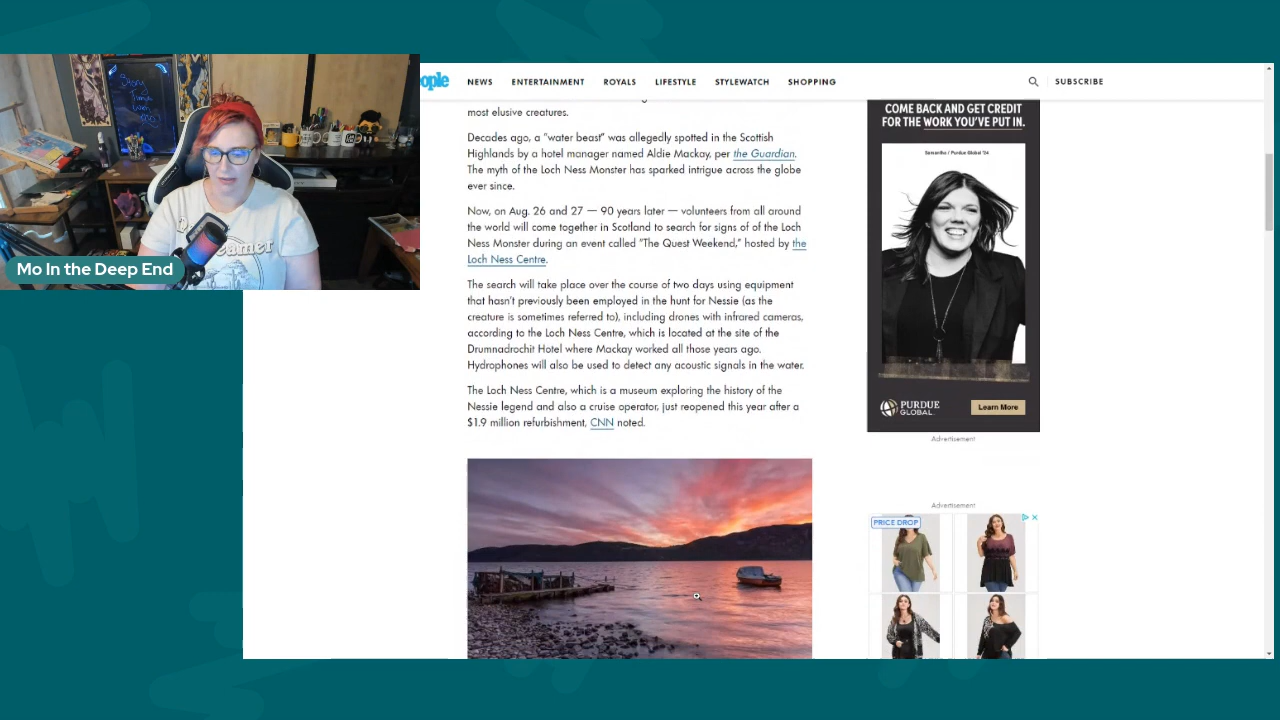 Story
Time
with
Mo
Mo In the Deep End
NEWS ENTERTAINMENT ROYALS LIFESTYLE STYLEWATCH SHOPPING SUBSCRIBE
most elusive creatures.
Decades ago, a "water beast" was allegedly spotted in the Scottish
Highlands by a hotel manager named Aldie Mackay, per the Guardian.
The myth of the Loch Ness Monster has sparked intrigue across the globe
ever since.
Now, on Aug. 26 and 27 — 90 years later — volunteers from all around
the world will come together in Scotland to search for signs of of the Loch
Ness Monster during an event called "The Quest Weekend," hosted by the
Loch Ness Centre.
The search will take place over the course of two days using equipment
that hasn't previously been employed in the hunt for Nessie (as the
creature is sometimes referred to), including drones with infrared cameras,
according to the Loch Ness Centre, which is located at the site of the
Drumnadrochit Hotel where Mackay worked all those years ago.
Hydrophones will also be used to detect any acoustic signals in the water.
The Loch Ness Centre, which is a museum exploring the history of the
Nessie legend and also a cruise operator, just reopened this year after a
$1.9 million refurbishment, CNN noted.
COME BACK AND GET CREDIT
FOR THE WORK YOU'VE PUT IN.
Samantha / Purdue Global '24
PURDUE
GLOBAL.
Learn More
Advertisement
Advertisement
PRICE DROP